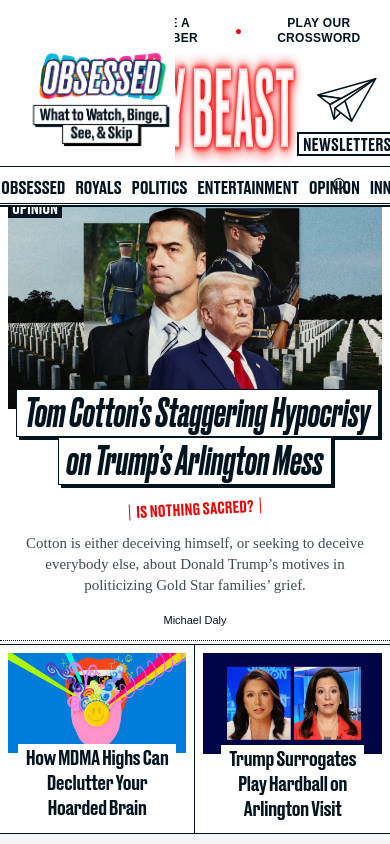 E A
BER
PLAY OUR
CROSSWORD
OBSESSED
What to Watch, Binge,
See, & Skip
Y BEAST
NEWSLETTERS
OBSESSED ROYALS POLITICS ENTERTAINMENT OPINION INN
OPINION
Tom Cotton’s Staggering Hypocrisy
on Trump’s Arlington Mess
IS NOTHING SACRED?
Cotton is either deceiving himself, or seeking to deceive
everybody else, about Donald Trump’s motives in
politicizing Gold Star families’ grief.
Michael Daly
How MDMA Highs Can
Declutter Your
Hoarded Brain
Trump Surrogates
Play Hardball on
Arlington Visit